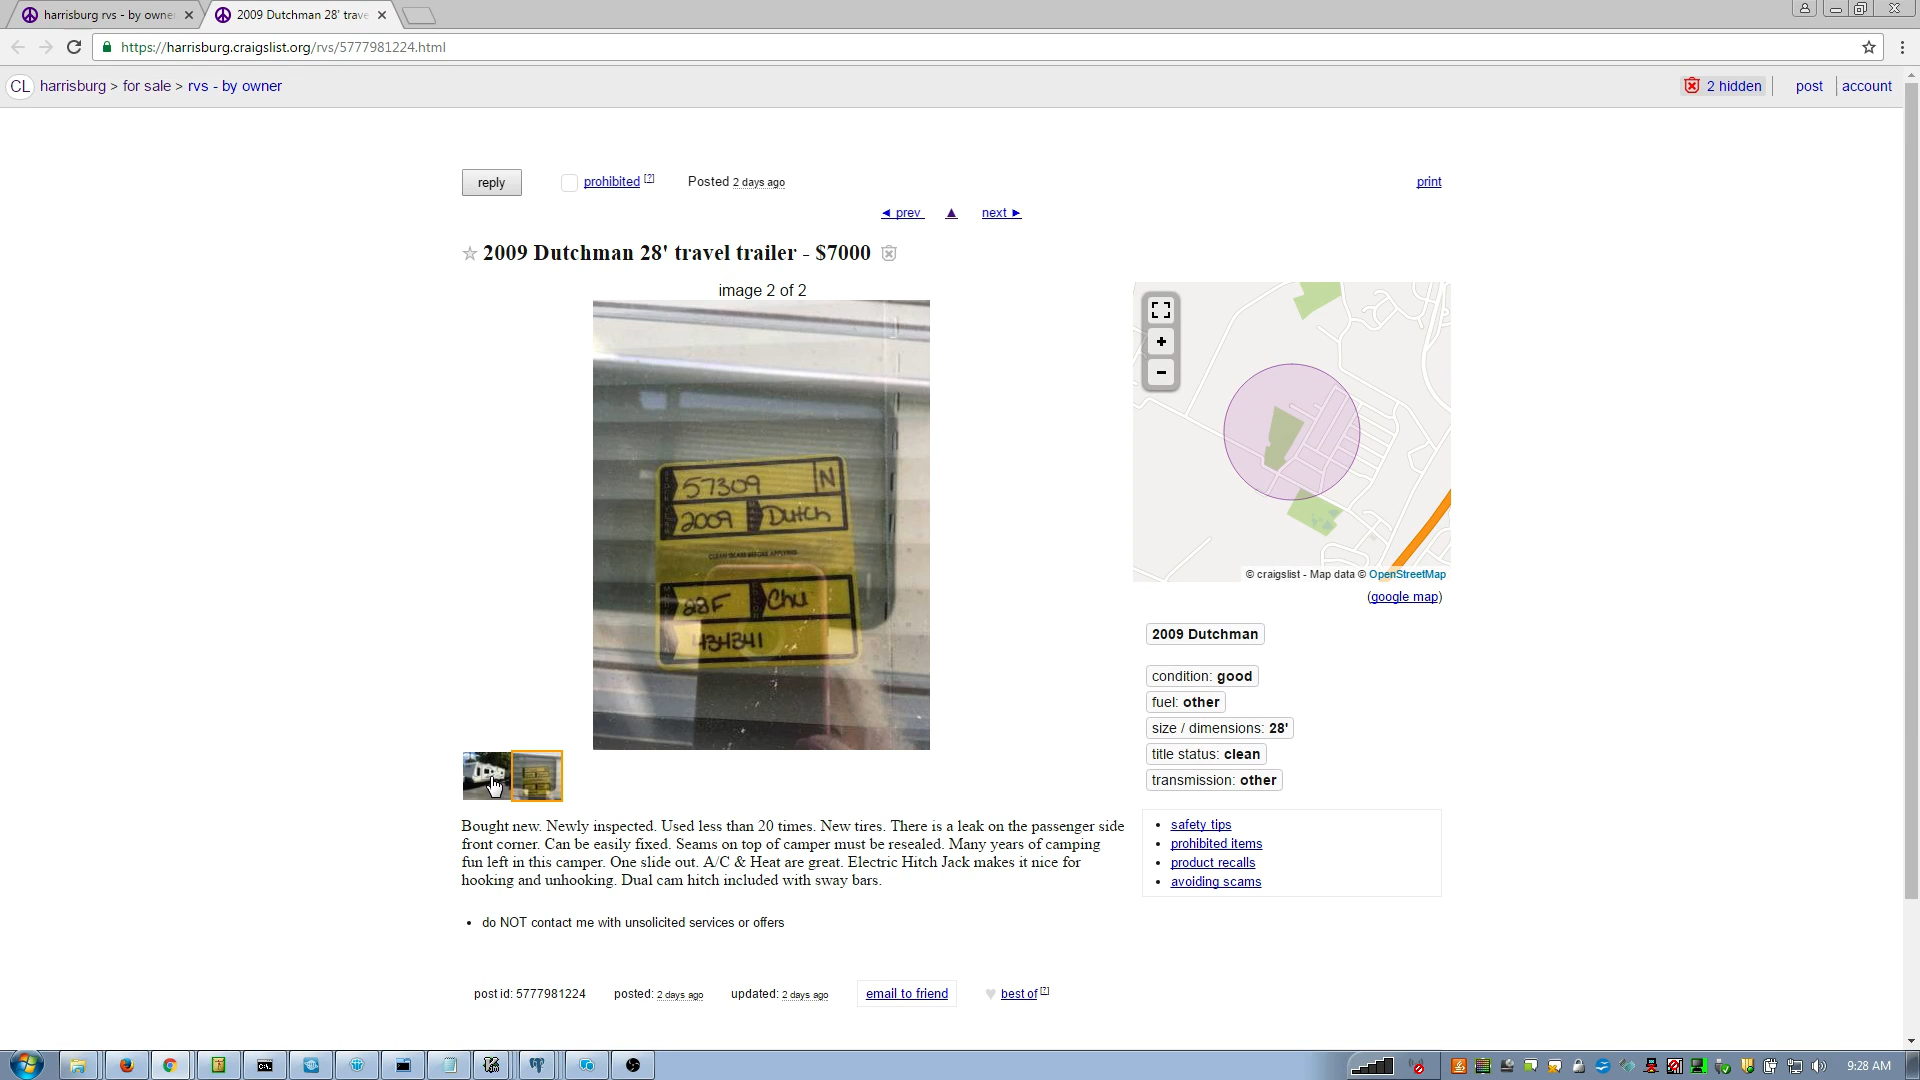 harrisburg rvs - by owne
2009 Dutchman 28' trave
https://harrisburg.craigslist.org/rvs/5777981224.html
CL harrisburg > for sale > rvs - by owner
2 hidden
post
account
reply
prohibited [?]
Posted 2 days ago
print
◄ prev ▲ next ►
☆ 2009 Dutchman 28' travel trailer - $7000
image 2 of 2
57309 N
2009 Dutch
CLEAN GLASS BEFORE APPLYING
28F Chu
434341
+
-
© craigslist - Map data © OpenStreetMap
(google map)
2009 Dutchman
condition: good
fuel: other
size / dimensions: 28'
title status: clean
transmission: other
safety tips
prohibited items
product recalls
avoiding scams
Bought new. Newly inspected. Used less than 20 times. New tires. There is a leak on the passenger side
front corner. Can be easily fixed. Seams on top of camper must be resealed. Many years of camping
fun left in this camper. One slide out. A/C & Heat are great. Electric Hitch Jack makes it nice for
hooking and unhooking. Dual cam hitch included with sway bars.
do NOT contact me with unsolicited services or offers
post id: 5777981224
posted: 2 days ago
updated: 2 days ago
email to friend
best of [?]
9:28 AM